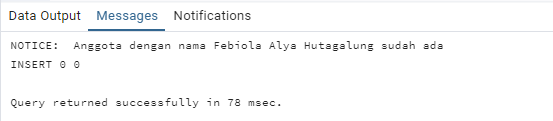 Data Output Messages Notifications
NOTICE:  Anggota dengan nama Febiola Alya Hutagalung sudah ada
INSERT 0 0
Query returned successfully in 78 msec.